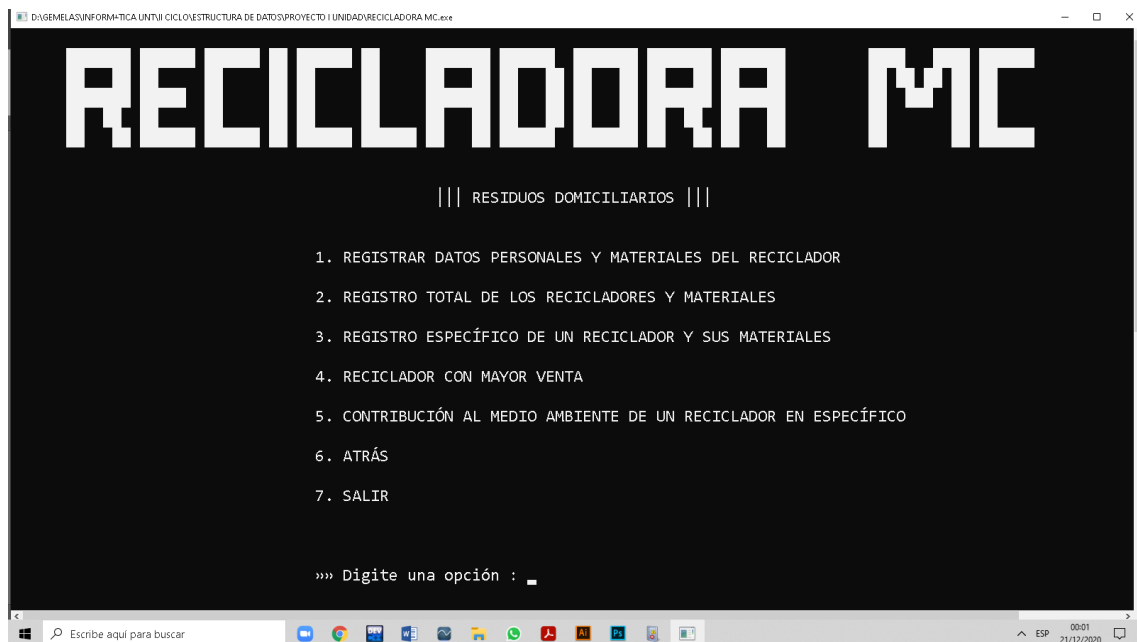 D:\GEMELAS\INFORM┴TICA UNT\II CICLO\ESTRUCTURA DE DATOS\PROYECTO I UNIDAD\RECICLADORA MC.exe
RECICLADORA MC
||| RESIDUOS DOMICILIARIOS |||
1. REGISTRAR DATOS PERSONALES Y MATERIALES DEL RECICLADOR
2. REGISTRO TOTAL DE LOS RECICLADORES Y MATERIALES
3. REGISTRO ESPECÍFICO DE UN RECICLADOR Y SUS MATERIALES
4. RECICLADOR CON MAYOR VENTA
5. CONTRIBUCIÓN AL MEDIO AMBIENTE DE UN RECICLADOR EN ESPECÍFICO
6. ATRÁS
7. SALIR
»» Digite una opción : _
Escribe aquí para buscar
DEV
W
Ai
Ps
ESP
00:01
21/12/2020